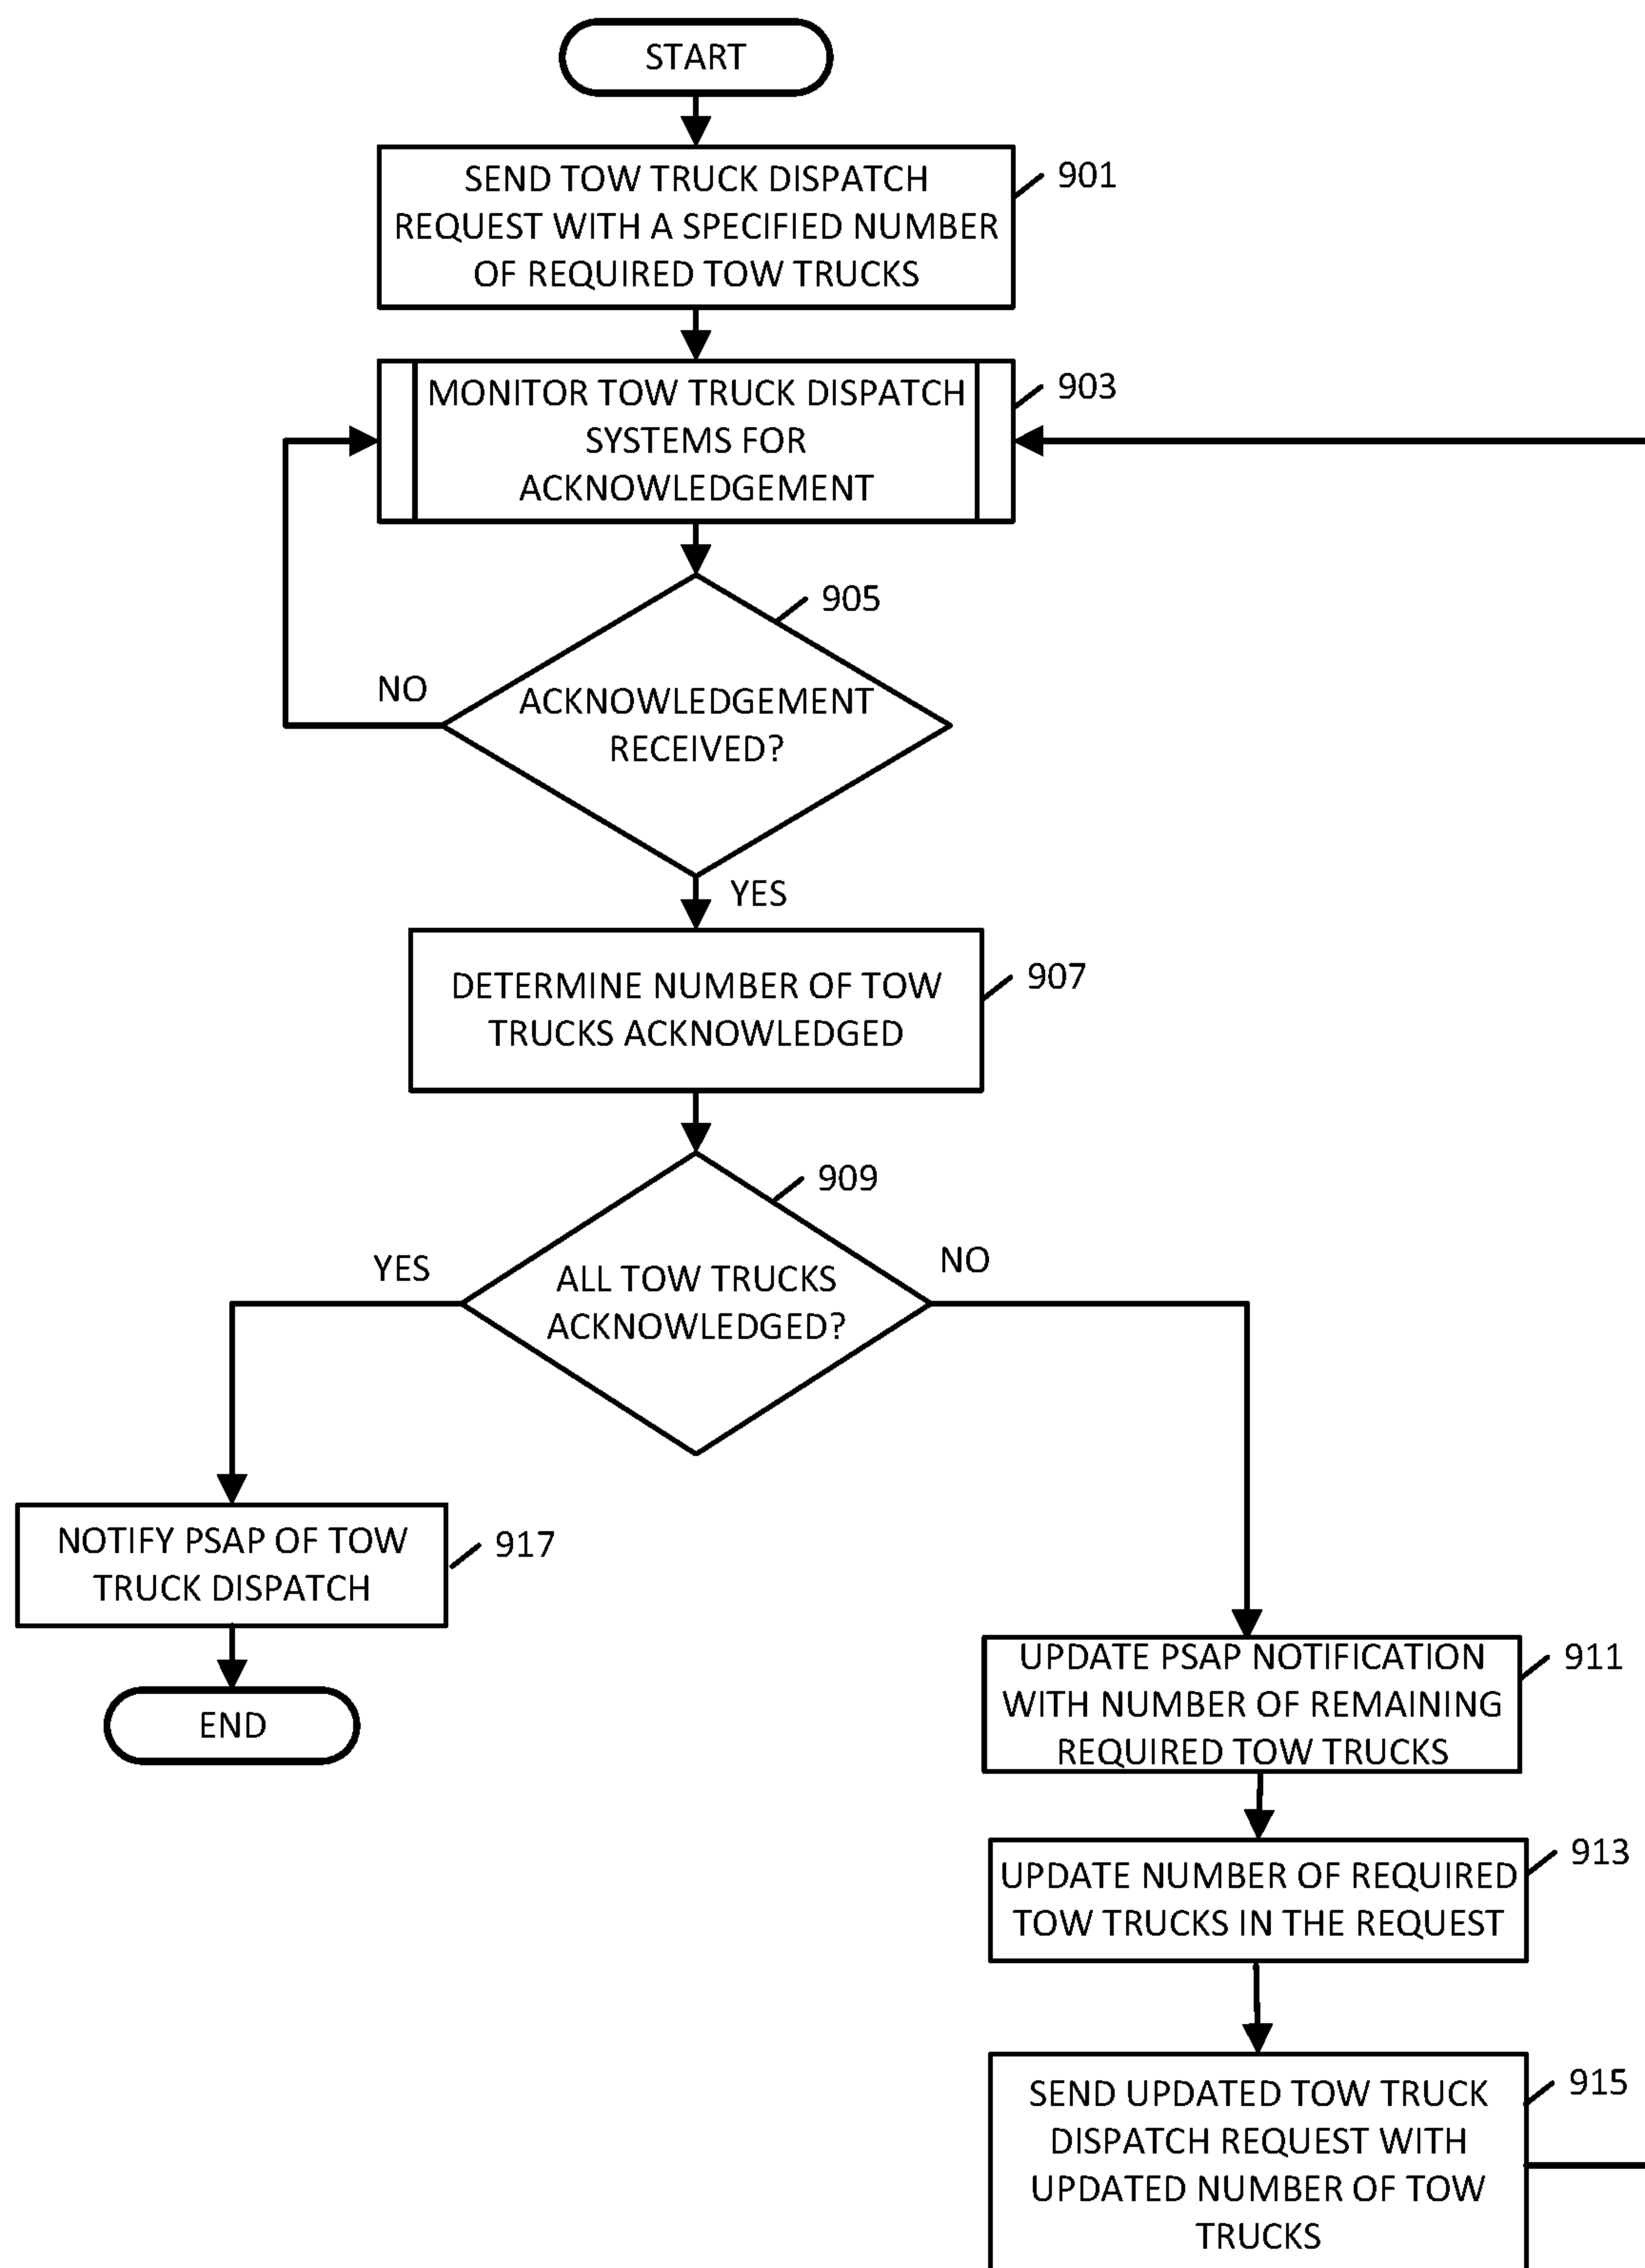 START
SEND TOW TRUCK DISPATCH
REQUEST WITH A SPECIFIED NUMBER
OF REQUIRED TOW TRUCKS
901
MONITOR TOW TRUCK DISPATCH
SYSTEMS FOR
ACKNOWLEDGEMENT
903
905
NO
ACKNOWLEDGEMENT
RECEIVED?
YES
DETERMINE NUMBER OF TOW
TRUCKS ACKNOWLEDGED
907
909
YES
ALL TOW TRUCKS
ACKNOWLEDGED?
NO
NOTIFY PSAP OF TOW
TRUCK DISPATCH
917
END
UPDATE PSAP NOTIFICATION
WITH NUMBER OF REMAINING
REQUIRED TOW TRUCKS
911
UPDATE NUMBER OF REQUIRED
TOW TRUCKS IN THE REQUEST
913
SEND UPDATED TOW TRUCK
DISPATCH REQUEST WITH
UPDATED NUMBER OF TOW
TRUCKS
915